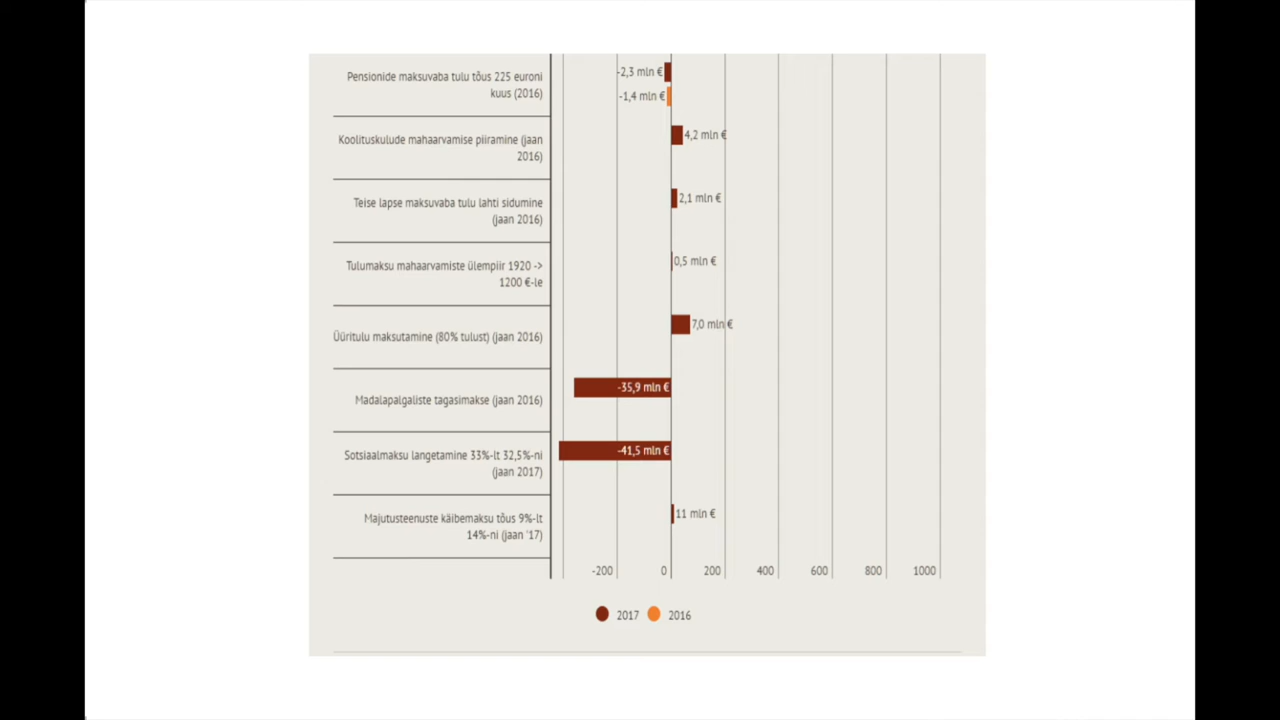 Pensionide maksuvaba tulu tõus 225 euroni
kuus (2016)
-2,3 mln €
-1,4 mln €
Koolituskulude mahaarvamise piiramine (jaan
2016)
4,2 mln €
Teise lapse maksuvaba tulu lahti sidumine
(jaan 2016)
2,1 mln €
Tulumaksu mahaarvamiste ülempiir 1920 ->
1200 €-le
0,5 mln €
Üüritulu maksutamine (80% tulust) (jaan 2016)
7,0 mln €
Madalapalgaliste tagasimakse (jaan 2016)
-35,9 mln €
Sotsiaalmaksu langetamine 33%-lt 32,5%-ni
(jaan 2017)
-41,5 mln €
Majutusteenuste käibemaksu tõus 9%-lt
14%-ni (jaan '17)
11 mln €
-200 0 200 400 600 800 1000
2017 2016